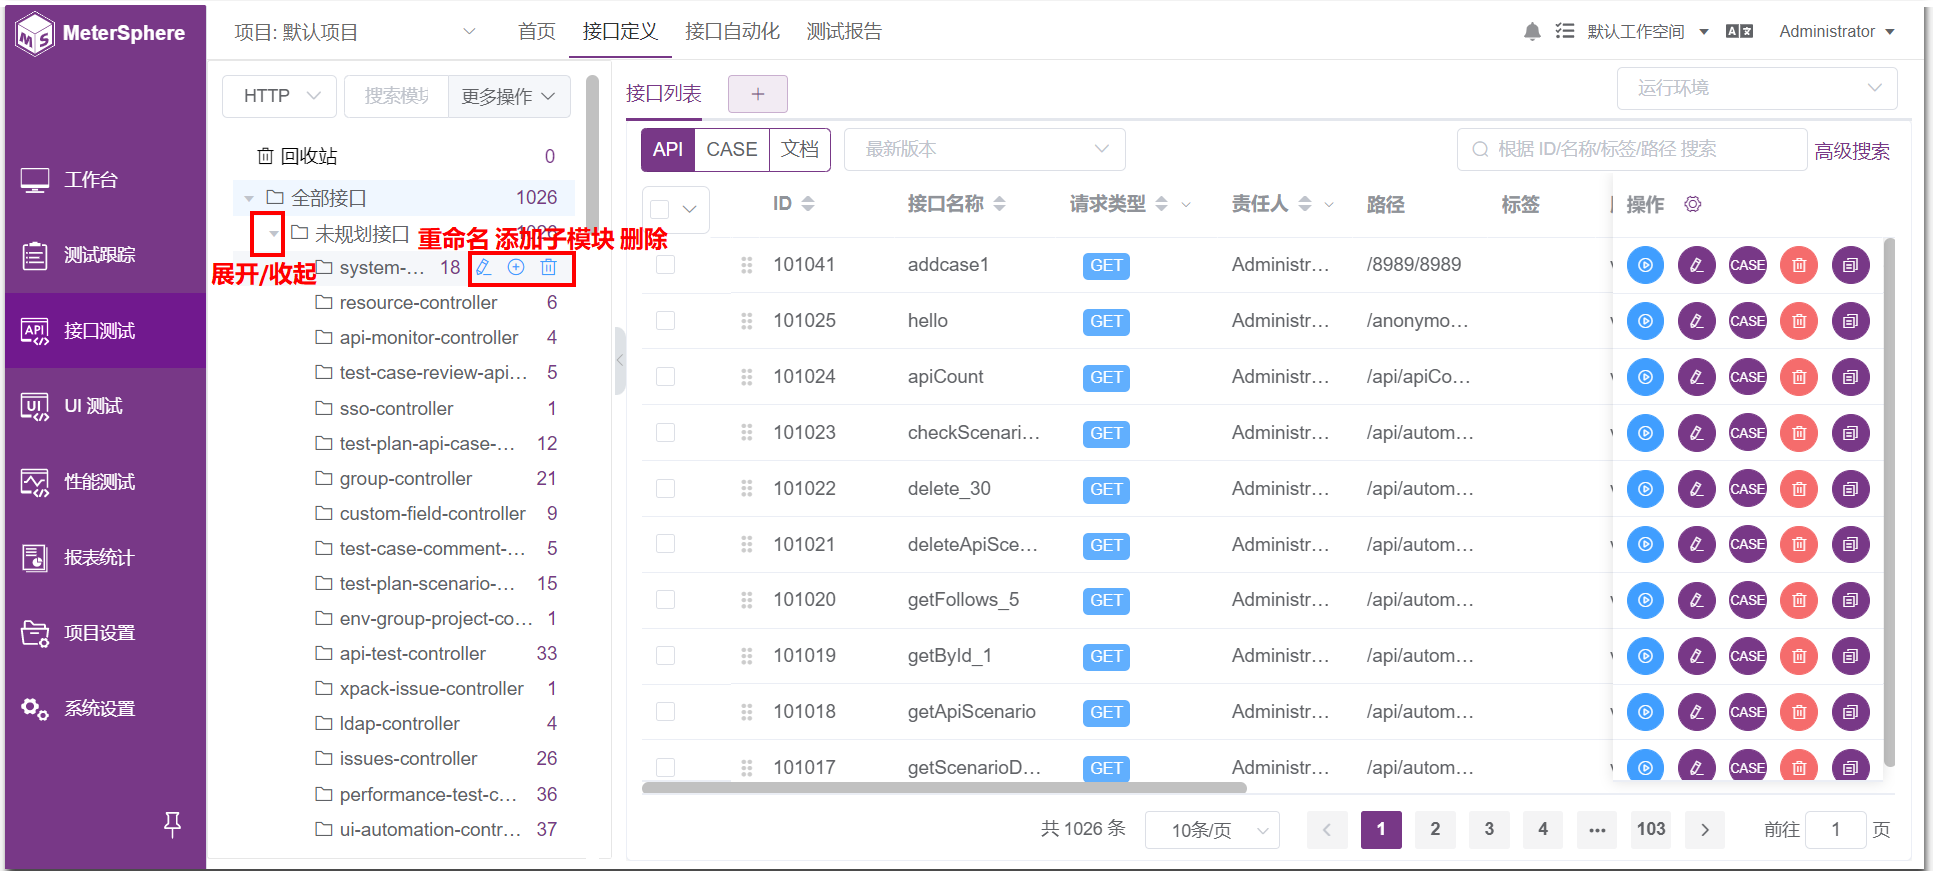 MeterSphere
项目: 默认项目
首页
接口定义
接口自动化
测试报告
默认工作空间
Administrator
工作台
测试跟踪
接口测试
UI 测试
性能测试
报表统计
项目设置
系统设置
HTTP
搜索模块
更多操作
回收站 0
全部接口 1026
未规划接口 1026
重命名 添加子模块 删除
展开/收起
system-... 18
resource-controller 6
api-monitor-controller 4
test-case-review-api... 5
sso-controller 1
test-plan-api-case-... 12
group-controller 21
custom-field-controller 9
test-case-comment-... 5
test-plan-scenario-... 15
env-group-project-co... 1
api-test-controller 33
xpack-issue-controller 1
ldap-controller 4
issues-controller 26
performance-test-c... 36
ui-automation-contr... 37
接口列表
+
运行环境
API CASE 文档
最新版本
根据 ID/名称/标签/路径 搜索
高级搜索
ID 接口名称 请求类型 责任人 路径 标签 操作
101041 addcase1 GET Administr... /8989/8989 CASE
101025 hello GET Administr... /anonymo... CASE
101024 apiCount GET Administr... /api/apiCo... CASE
101023 checkScenari... GET Administr... /api/autom... CASE
101022 delete_30 GET Administr... /api/autom... CASE
101021 deleteApiSce... GET Administr... /api/autom... CASE
101020 getFollows_5 GET Administr... /api/autom... CASE
101019 getById_1 GET Administr... /api/autom... CASE
101018 getApiScenario GET Administr... /api/autom... CASE
101017 getScenarioD... GET Administr... /api/autom... CASE
共 1026 条
10条/页
1 2 3 4 ... 103
前往 1 页